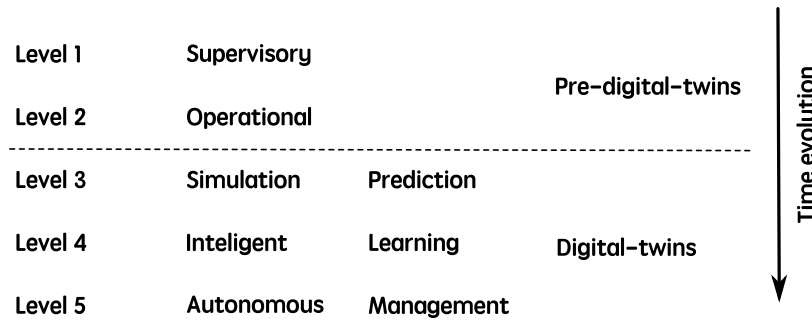 Level 1 Supervisory
Pre-digital-twins
Level 2 Operational
Level 3 Simulation Prediction
Level 4 Inteligent Learning Digital-twins
Level 5 Autonomous Management
Time evolution